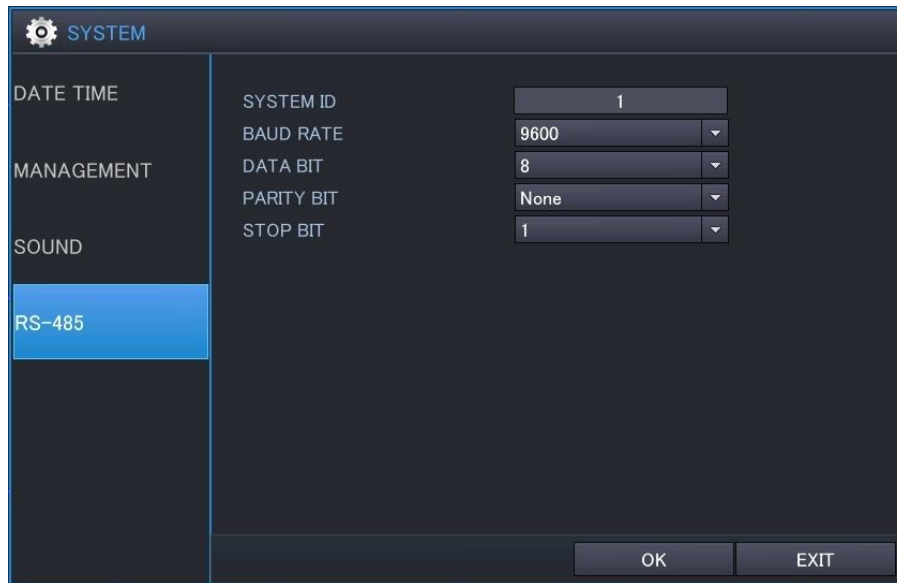 SYSTEM
DATE TIME
MANAGEMENT
SOUND
RS-485
SYSTEM ID 1
BAUD RATE 9600
DATA BIT 8
PARITY BIT None
STOP BIT 1
OK EXIT